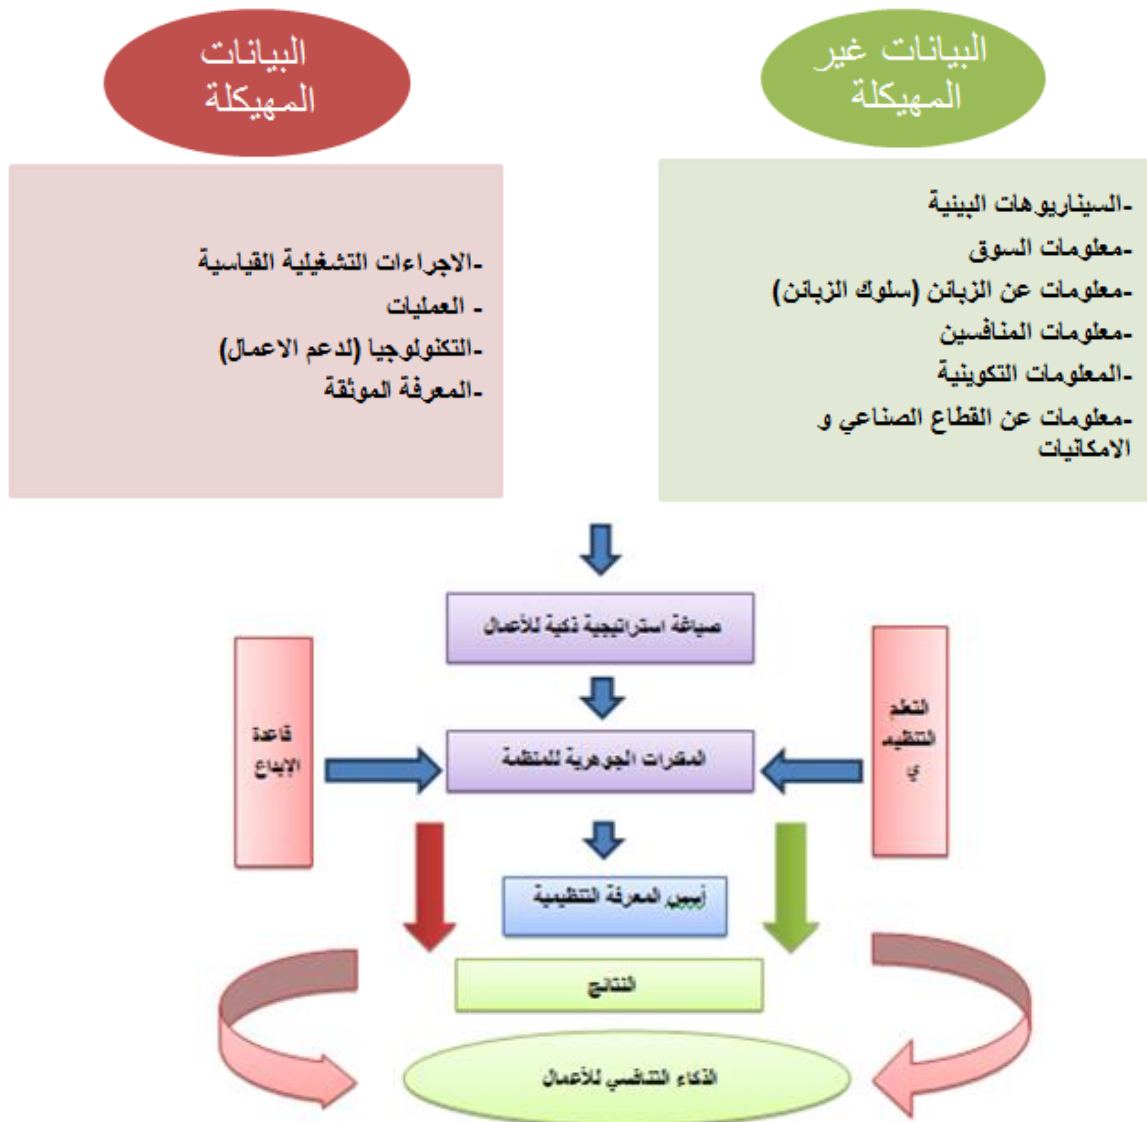 البيانات غير
المهيكلة
البيانات
المهيكلة
-السيناريوهات البينية
-معلومات السوق
-معلومات عن الزبائن (سلوك الزبائن)
-معلومات المنافسين
-المعلومات التكوينية
-معلومات عن القطاع الصناعي و
الامكانيات
-الاجراءات التشغيلية القياسية
- العمليات
-التكنولوجيا (لدعم الاعمال)
-المعرفة الموثقة
صياغة استراتيجية ذكية للأعمال
التعلم
التنظيم
ي
المقدرات الجوهرية للمنظمة
قاعدة
الإبداع
أسس المعرفة التنظيمية
النتائج
الذكاء التنافسي للأعمال